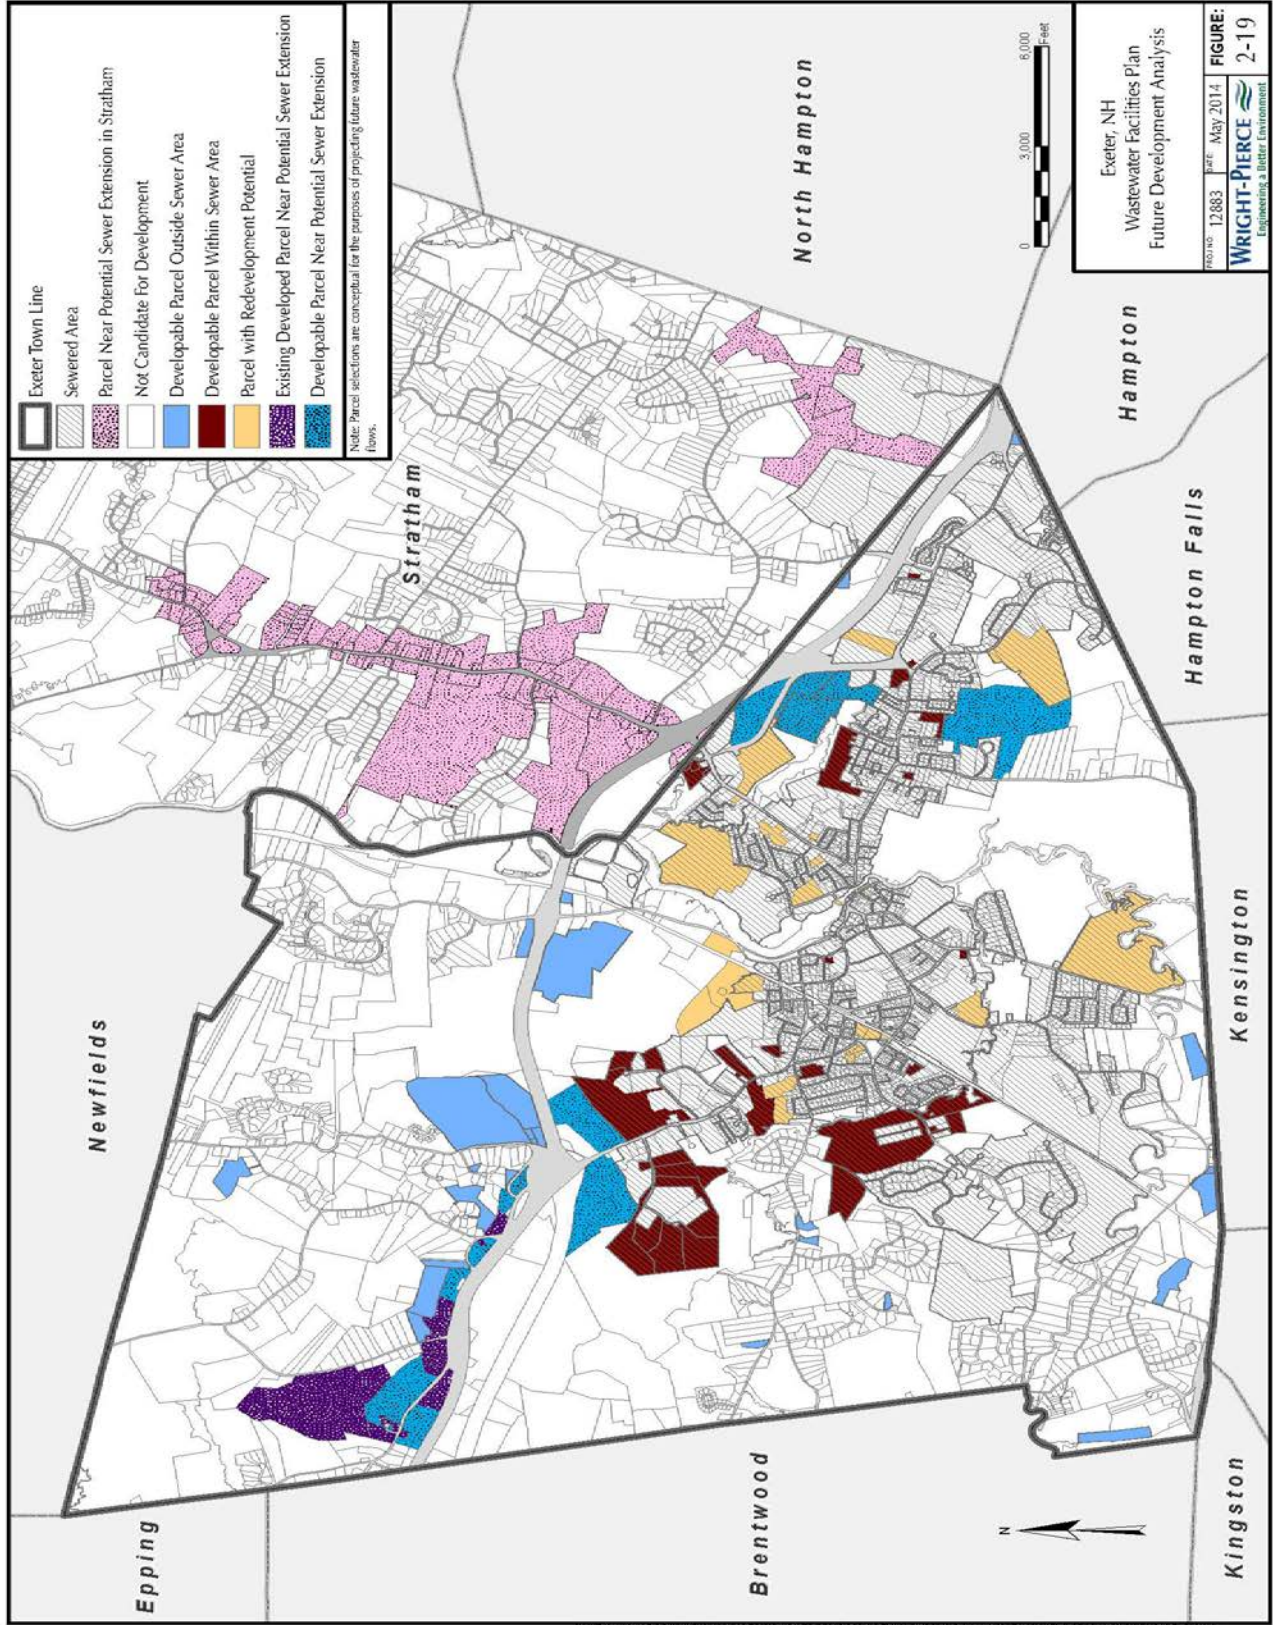 Exeter Town Line
Sewered Area
Parcel Near Potential Sewer Extension in Stratham
Not Candidate For Development
Developable Parcel Outside Sewer Area
Developable Parcel Within Sewer Area
Parcel with Redevelopment Potential
Existing Developed Parcel Near Potential Sewer Extension
Developable Parcel Near Potential Sewer Extension
Note: Parcel selections are conceptual for the purposes of projecting future wastewater
flows.
Epping
Newfields
Stratham
North Hampton
Brentwood
Hampton
Hampton Falls
Kingston
Kensington
N
0 3,000 6,000
Feet
Exeter, NH
Wastewater Facilities Plan
Future Development Analysis
PROJ NO: 12883 DATE: May 2014 FIGURE:
WRIGHT-PIERCE 2-19
Engineering a Better Environment